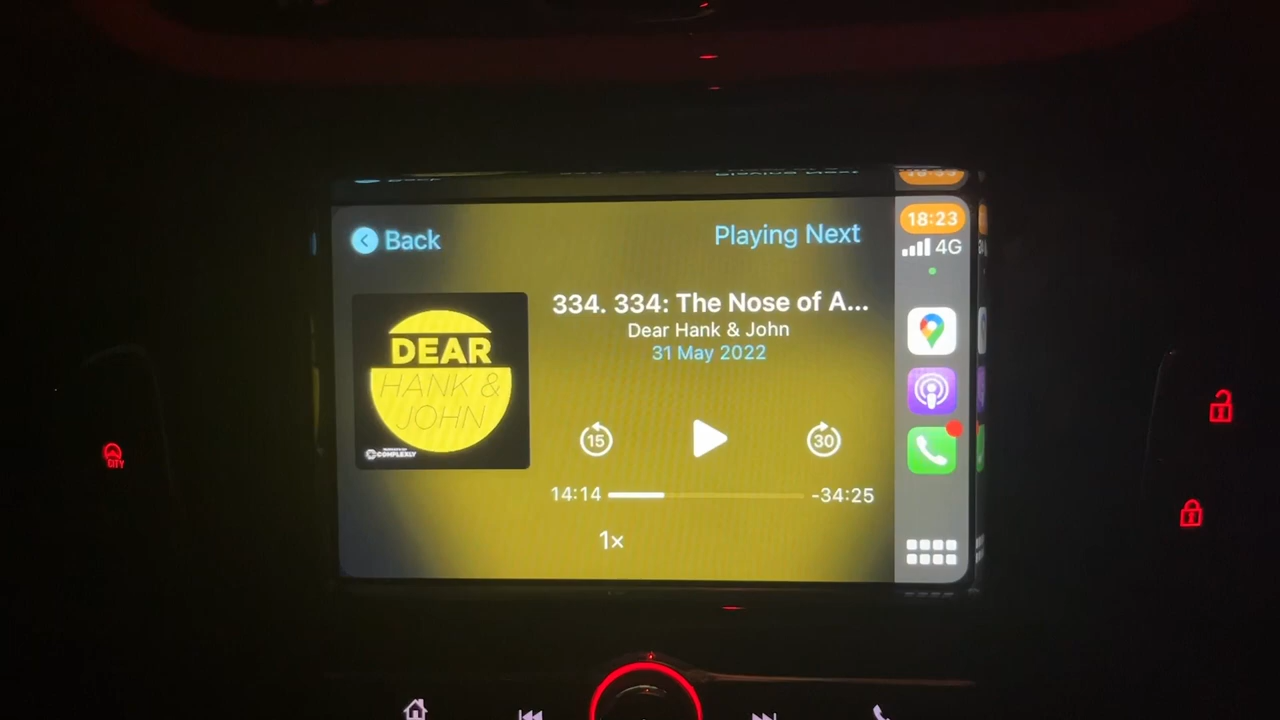 Back
Playing Next
18:23
4G
334. 334: The Nose of A...
Dear Hank & John
31 May 2022
DEAR
HANK &
JOHN
COMPLEXLY
15
30
14:14
-34:25
1×
CITY